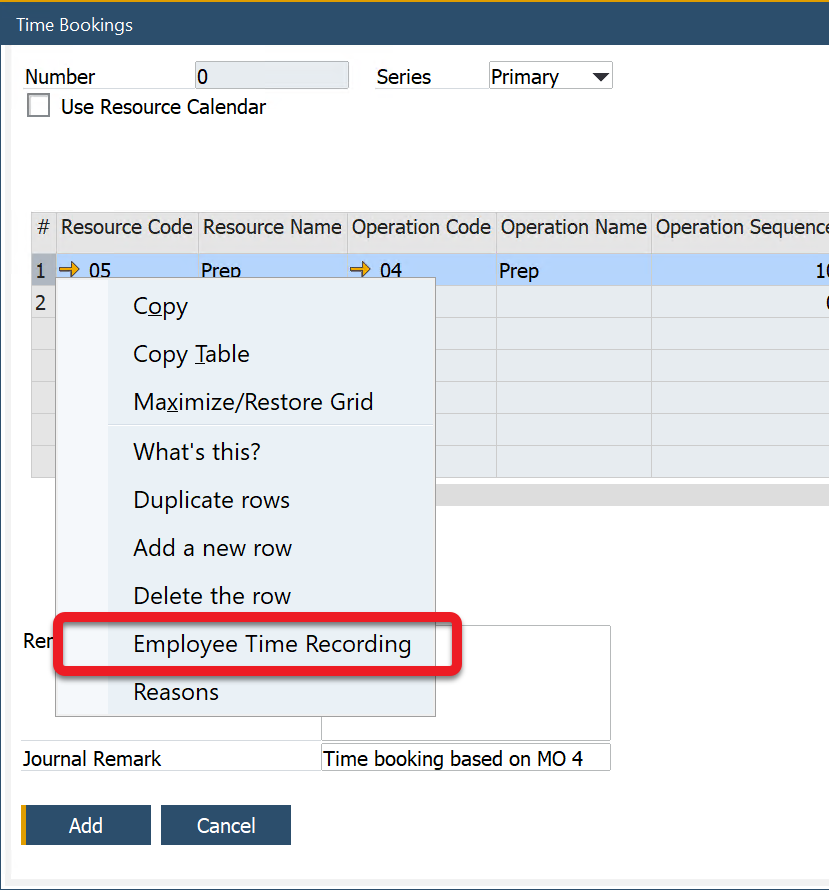 Time Bookings
Number 0 Series Primary
Use Resource Calendar
# Resource Code Resource Name Operation Code Operation Name Operation Sequence
1 05 Prep 04 Prep 10
2
Copy
Copy Table
Maximize/Restore Grid
What's this?
Duplicate rows
Add a new row
Delete the row
Employee Time Recording
Reasons
Journal Remark Time booking based on MO 4
Add Cancel